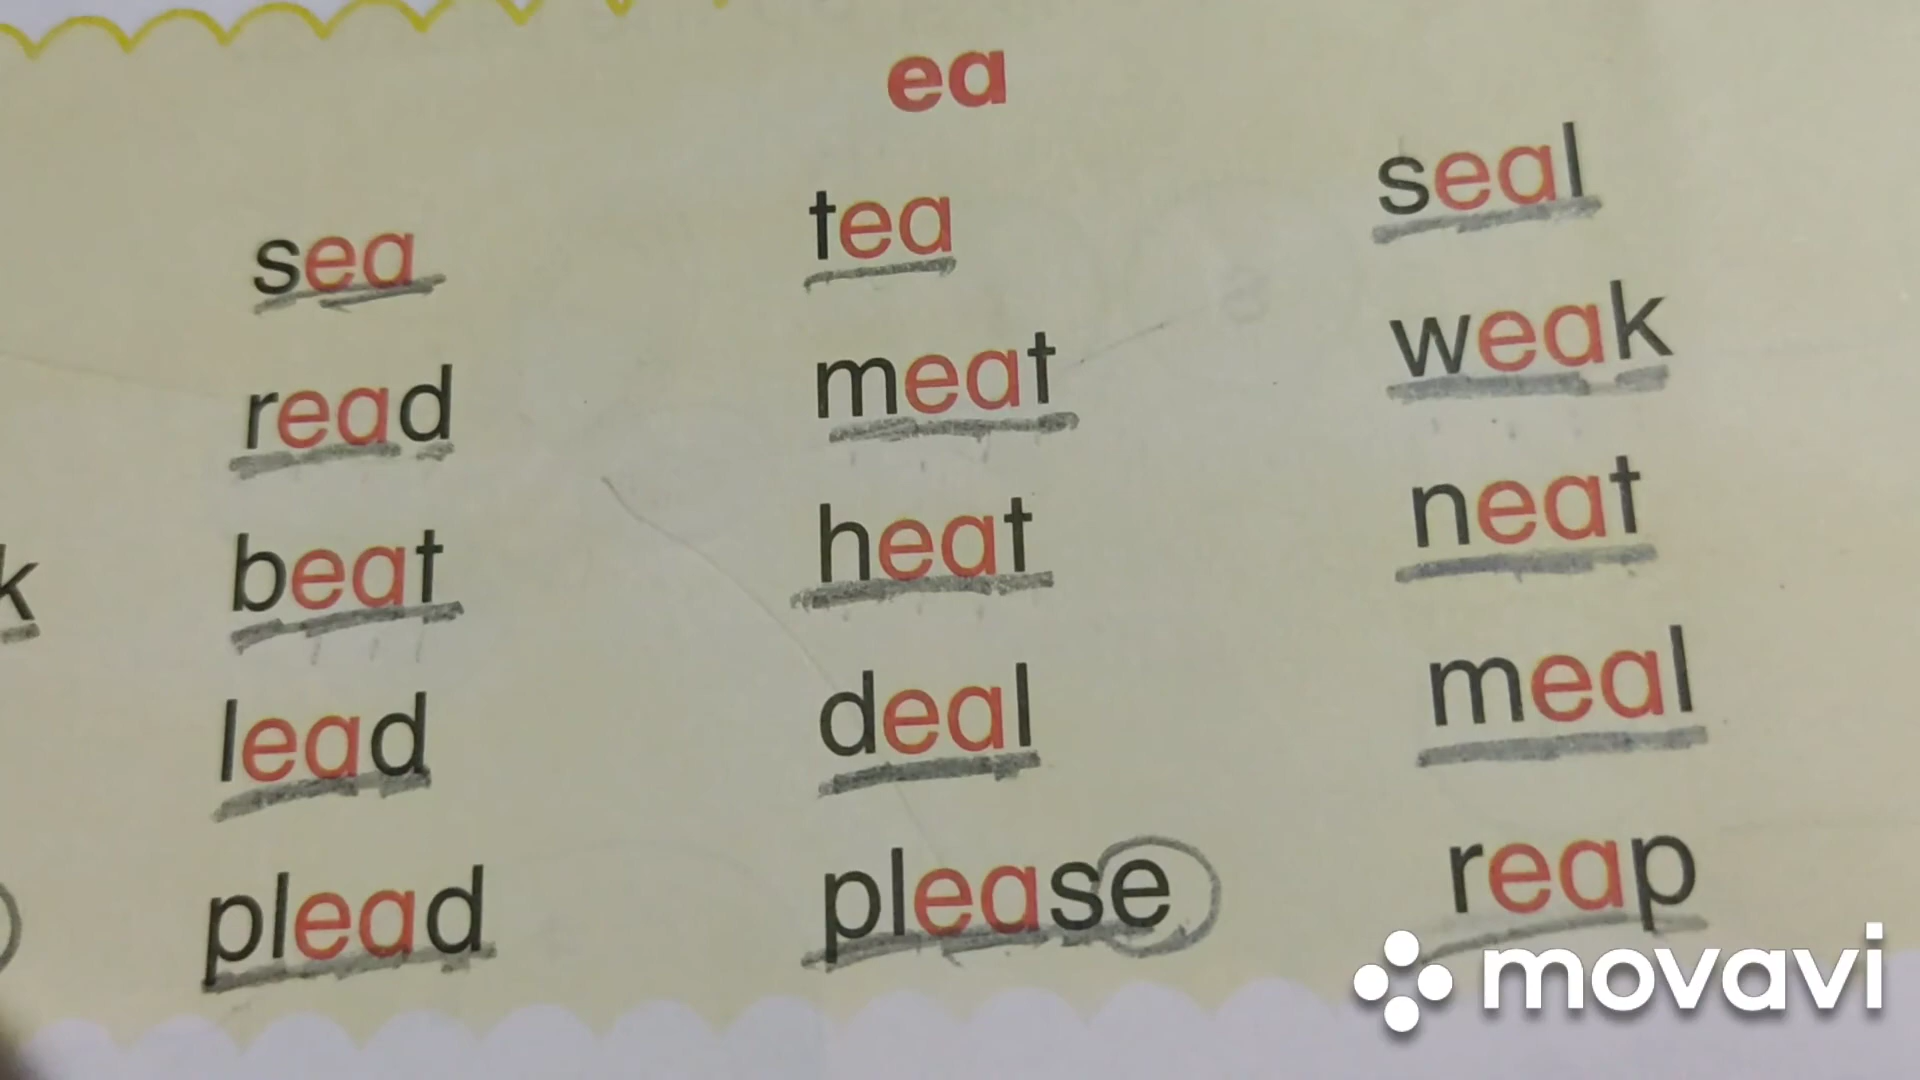 ea
sea tea seal
read meat weak
k beat heat neat
lead deal meal
plead please reap
movavi